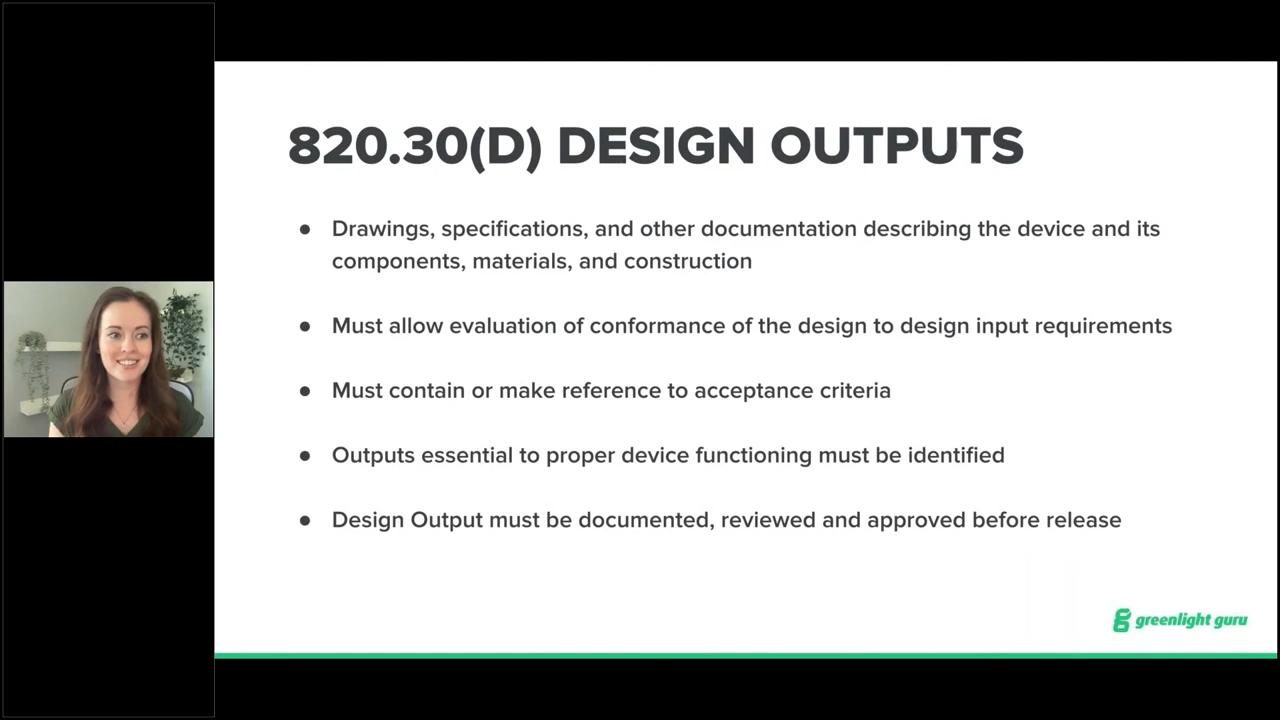 820.30(D) DESIGN OUTPUTS
● Drawings, specifications, and other documentation describing the device and its
components, materials, and construction
● Must allow evaluation of conformance of the design to design input requirements
● Must contain or make reference to acceptance criteria
● Outputs essential to proper device functioning must be identified
● Design Output must be documented, reviewed and approved before release
greenlight guru